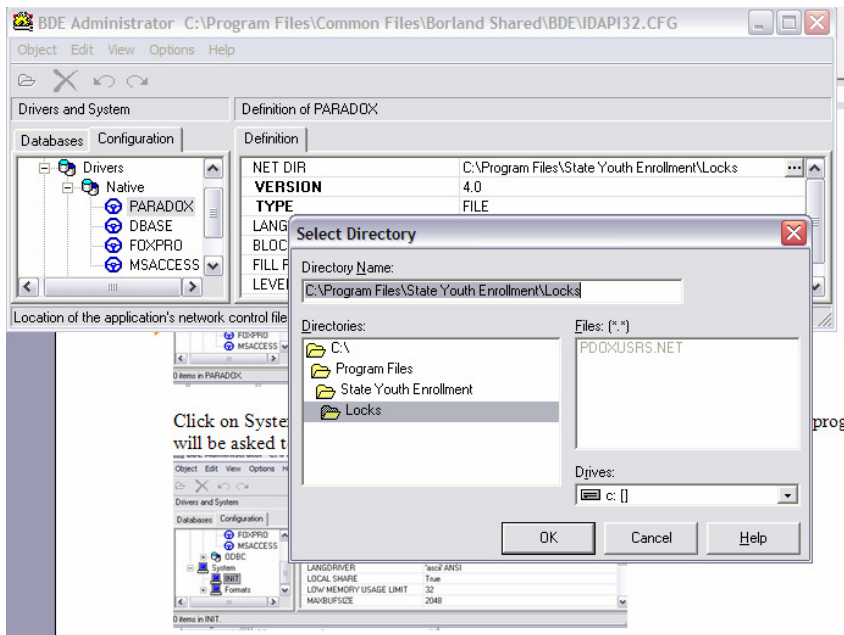 BDE Administrator C:\Program Files\Common Files\Borland Shared\BDE\IDAPI32.CFG
Object Edit View Options Help
Drivers and System
Definition of PARADOX
Databases Configuration
Definition
Drivers
Native
PARADOX
DBASE
FOXPRO
MSACCESS
NET DIR C:\Program Files\State Youth Enrollment\Locks ...
VERSION 4.0
TYPE FILE
LANG
BLOC
FILL F
LEVE
Location of the application's network control file
Select Directory
Directory Name:
C:\Program Files\State Youth Enrollment\Locks
Directories:
C:\
Program Files
State Youth Enrollment
Locks
Files: (*.*)
PDOXUSRS.NET
Drives:
c: []
OK Cancel Help
FOXPRO
MSACCESS
0 items in PARADOX.
Click on Syste prog
will be asked t
Object Edit View Options H
Drivers and System
Databases Configuration
FOXPRO
MSACCESS
ODBC
System
INIT
Formats
LANGDRIVER 'ascii' ANSI
LOCAL SHARE True
LOW MEMORY USAGE LIMIT 32
MAXBUFSIZE 2048
0 items in INIT.